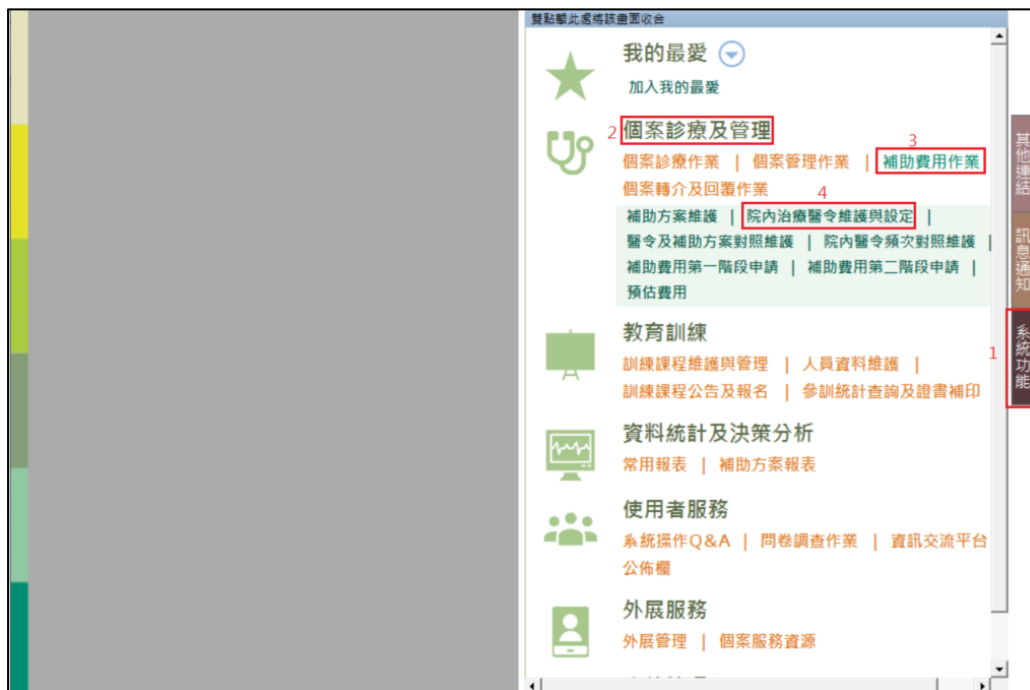 雙點擊此處將該畫面收合
我的最愛
加入我的最愛
2 個案診療及管理
3
個案診療作業 | 個案管理作業 | 補助費用作業
個案轉介及回覆作業
4
補助方案維護 | 院內治療醫令維護與設定 |
醫令及補助方案對照維護 | 院內醫令頻次對照維護 |
補助費用第一階段申請 | 補助費用第二階段申請 |
預估費用
教育訓練
訓練課程維護與管理 | 人員資料維護 |
訓練課程公告及報名 | 參訓統計查詢及證書補印
資料統計及決策分析
常用報表 | 補助方案報表
使用者服務
系統操作Q&A | 問卷調查作業 | 資訊交流平台
公佈欄
外展服務
外展管理 | 個案服務資源
其他連結
訊息通知
1
系統功能